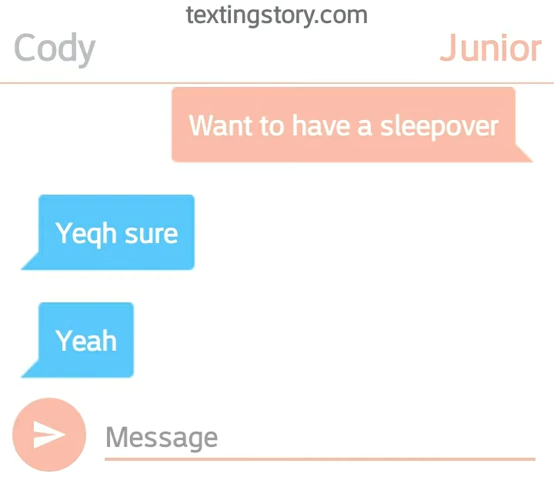 textingstory.com
Cody
Junior
Want to have a sleepover
Yeqh sure
Yeah
Message